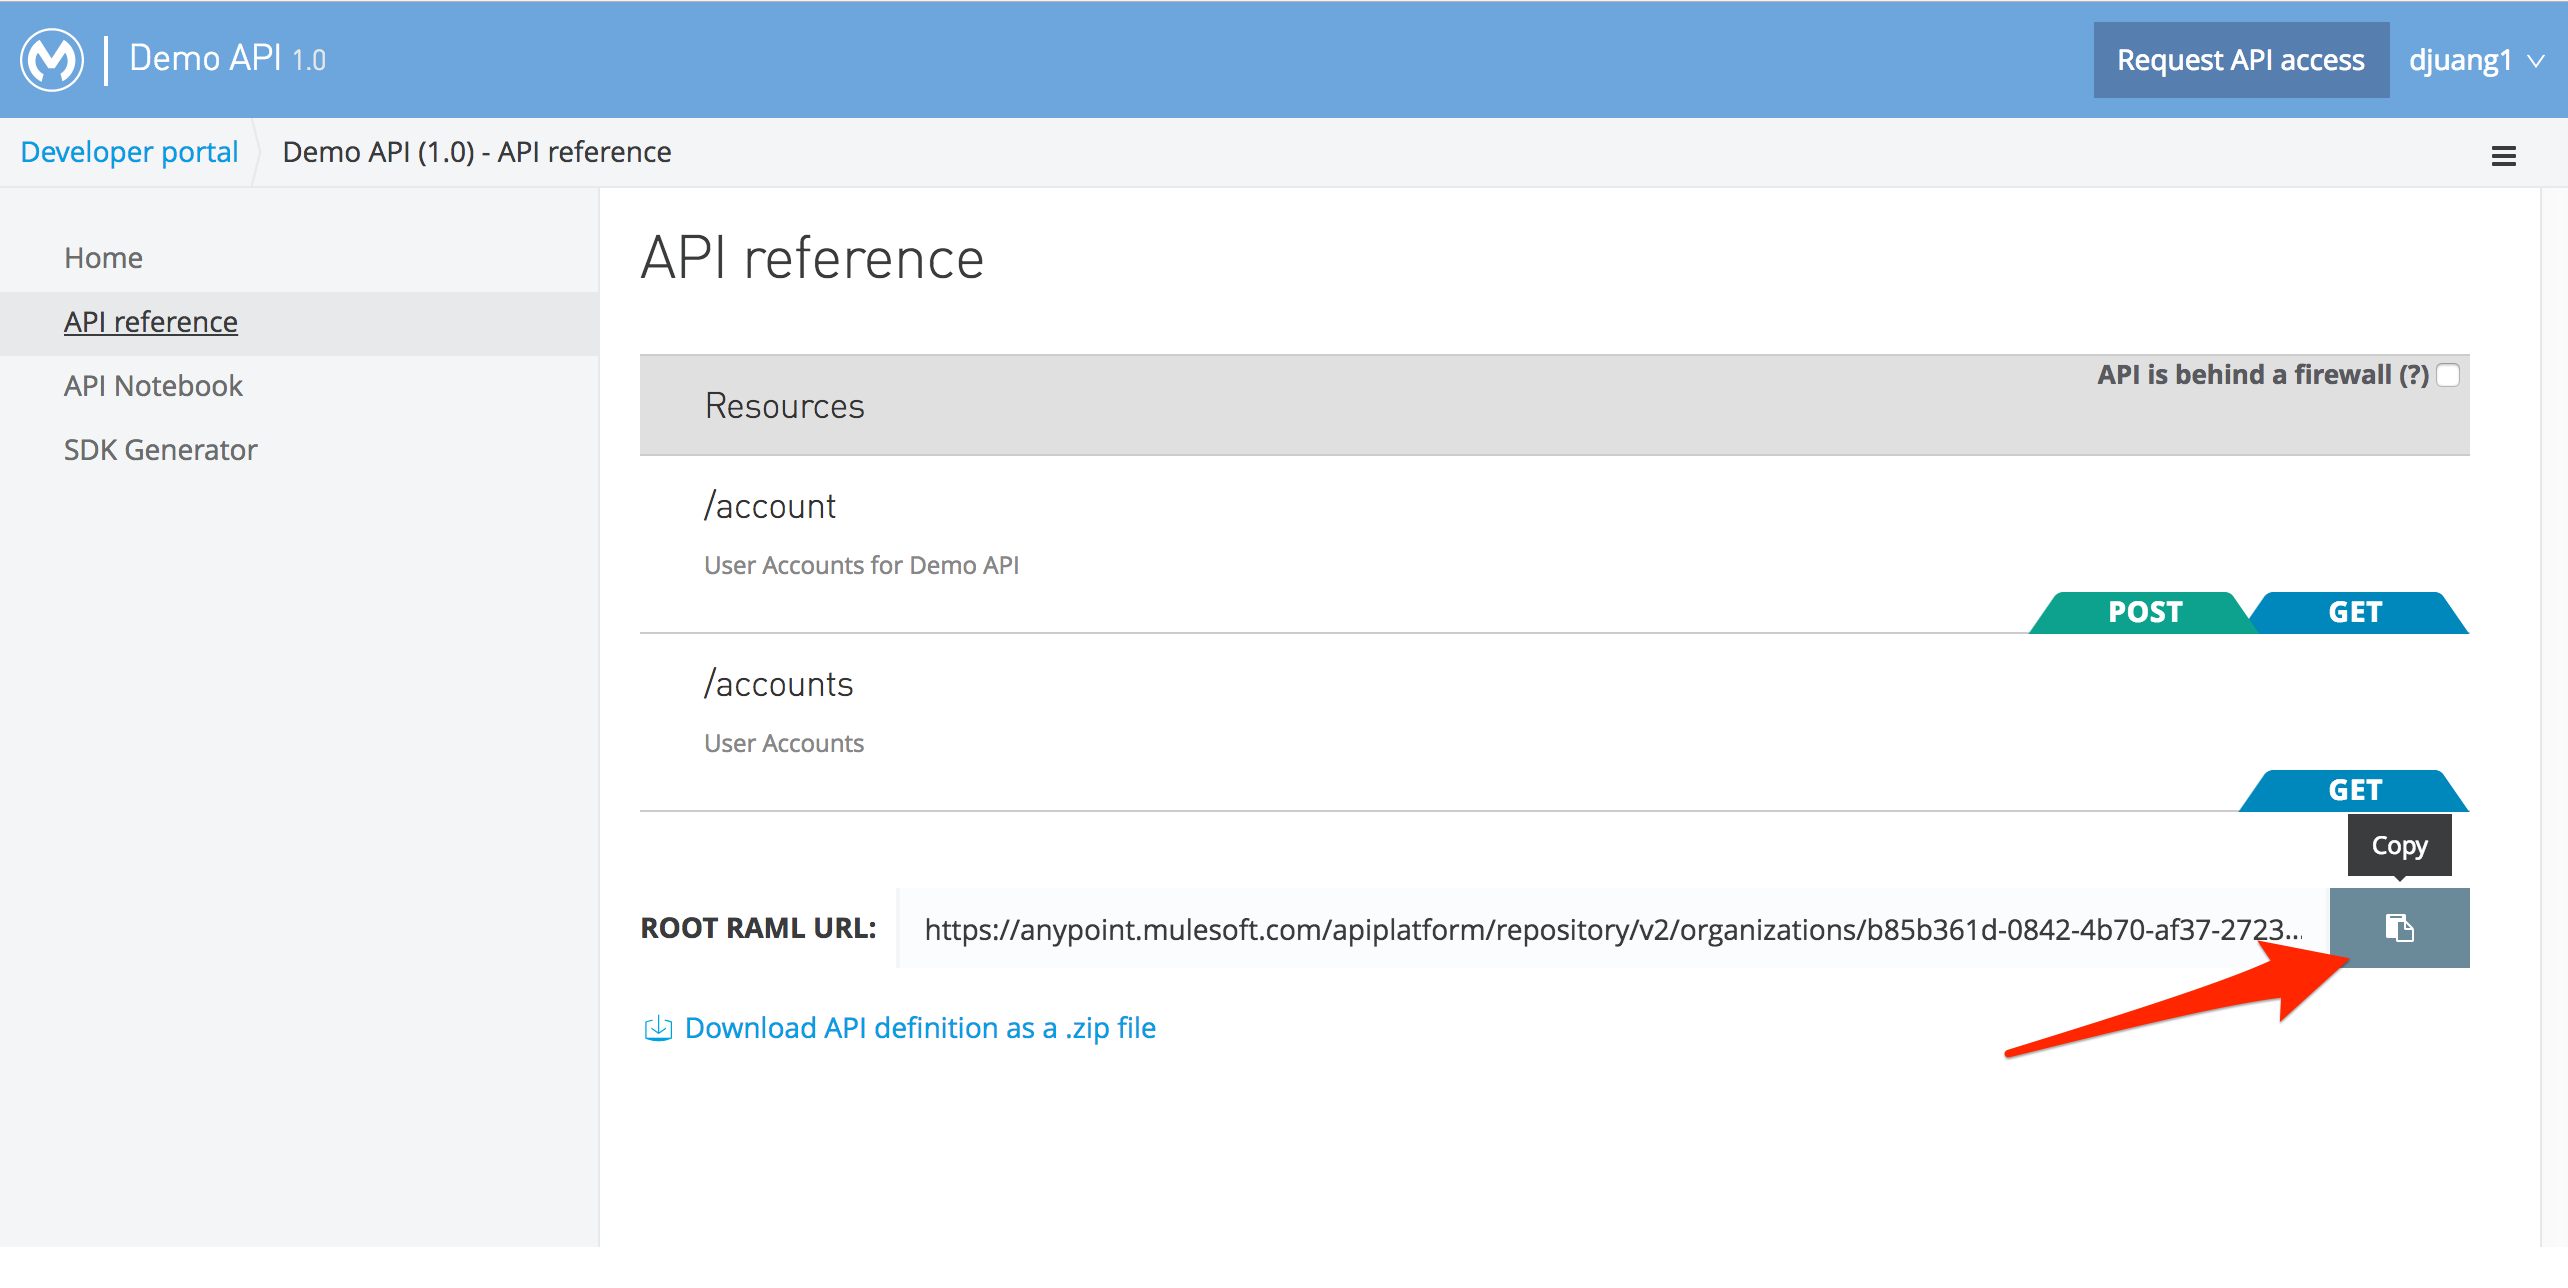 Demo API 1.0
Request API access
djuang1
Developer portal
Demo API (1.0) - API reference
Home
API reference
API Notebook
SDK Generator
API reference
API is behind a firewall (?)
Resources
/account
User Accounts for Demo API
POST
GET
/accounts
User Accounts
GET
Copy
ROOT RAML URL:
https://anypoint.mulesoft.com/apiplatform/repository/v2/organizations/b85b361d-0842-4b70-af37-2723...
Download API definition as a .zip file